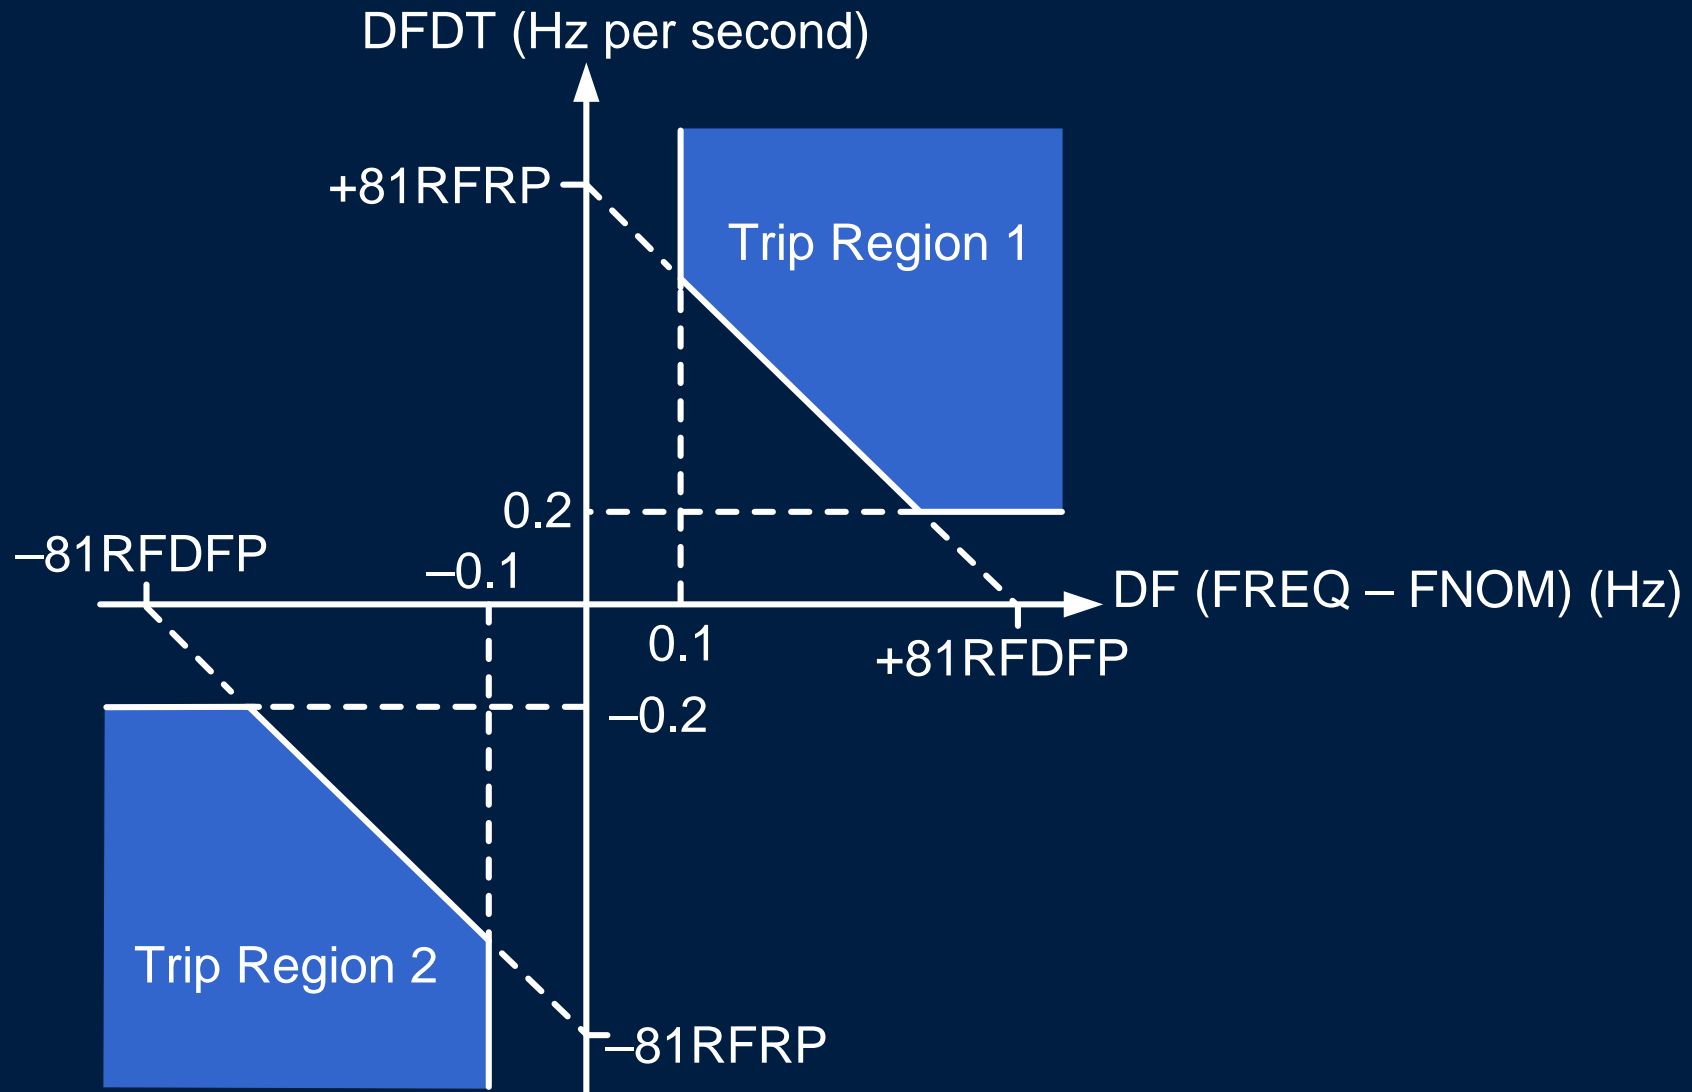 DFDT (Hz per second)
+81RFRP
Trip Region 1
0.2
–81RFDFP
–0.1
DF (FREQ – FNOM) (Hz)
0.1
+81RFDFP
–0.2
Trip Region 2
–81RFRP